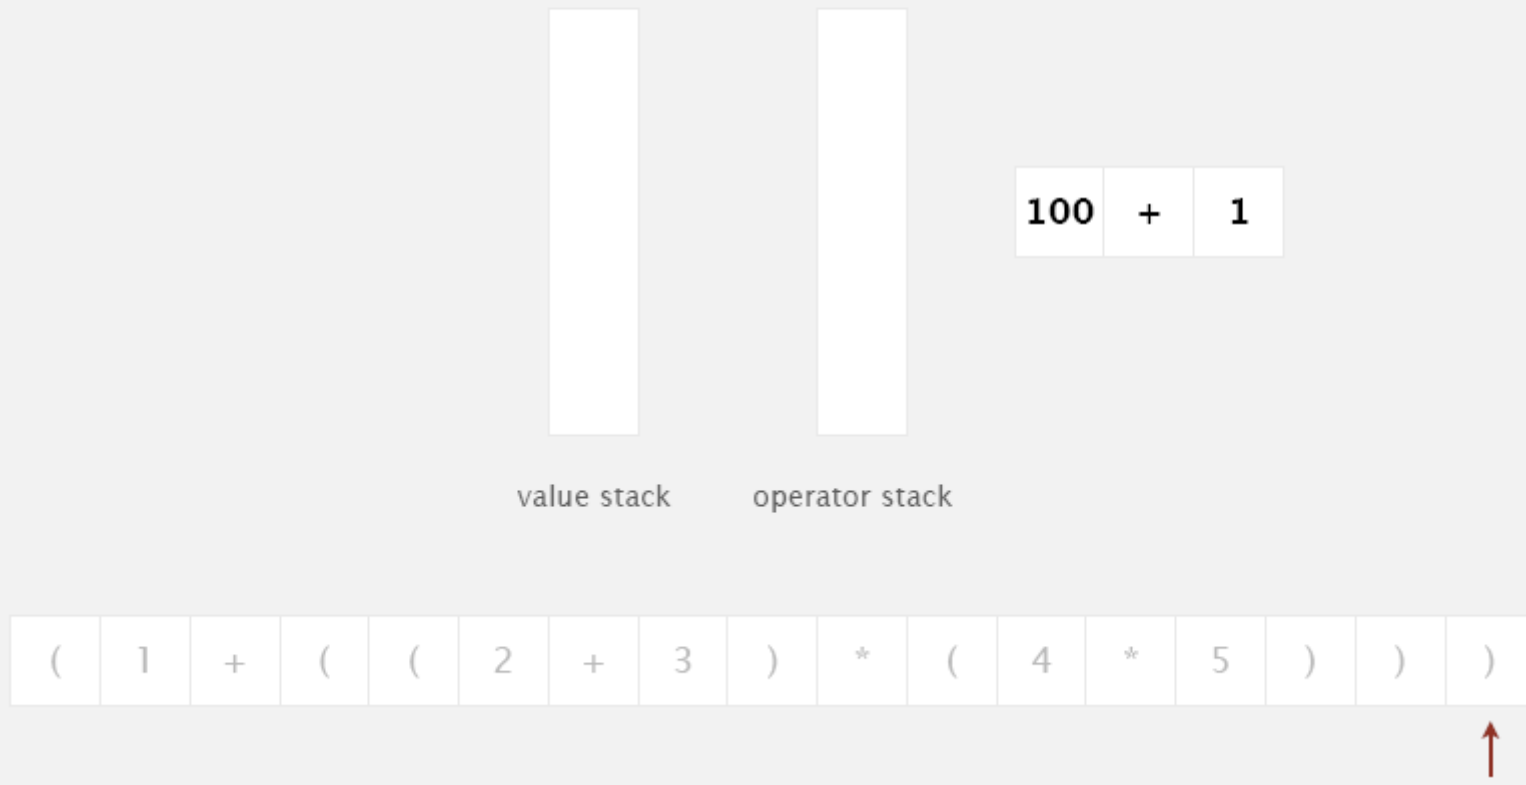 100 + 1
value stack operator stack
( 1 + ( ( 2 + 3 ) * ( 4 * 5 ) ) )